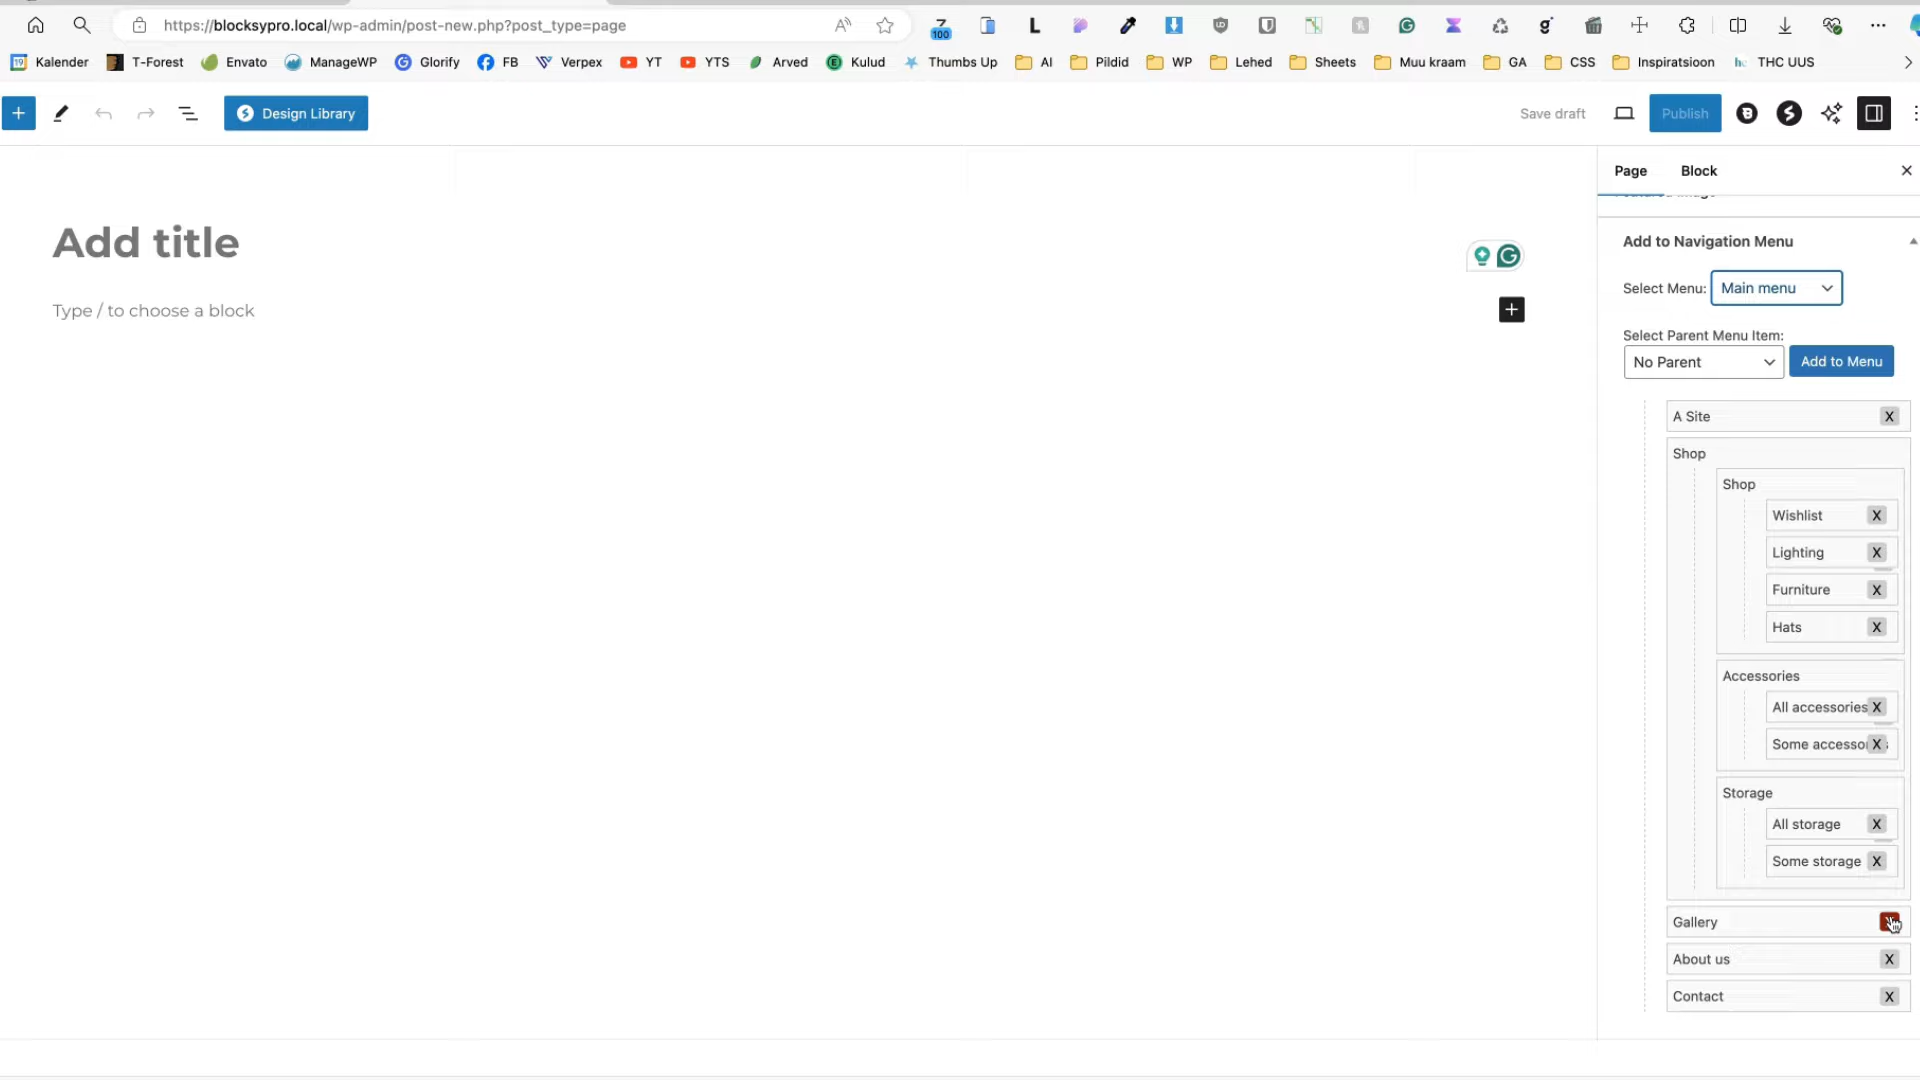 https://blocksypro.local/wp-admin/post-new.php?post_type=page
100
Kalender T-Forest Envato ManageWP Glorify FB Verpex YT YTS Arved Kulud Thumbs Up AI Pildid WP Lehed Sheets Muu kraam GA CSS Inspiratsioon hc THC UUS
Design Library
Save draft
Publish
Page Block
Add title
Type / to choose a block
Add to Navigation Menu
Select Menu: Main menu
Select Parent Menu Item:
No Parent Add to Menu
A Site X
Shop
Shop
Wishlist X
Lighting X
Furniture X
Hats X
Accessories
All accessories X
Some accesso X
Storage
All storage X
Some storage X
Gallery
About us X
Contact X